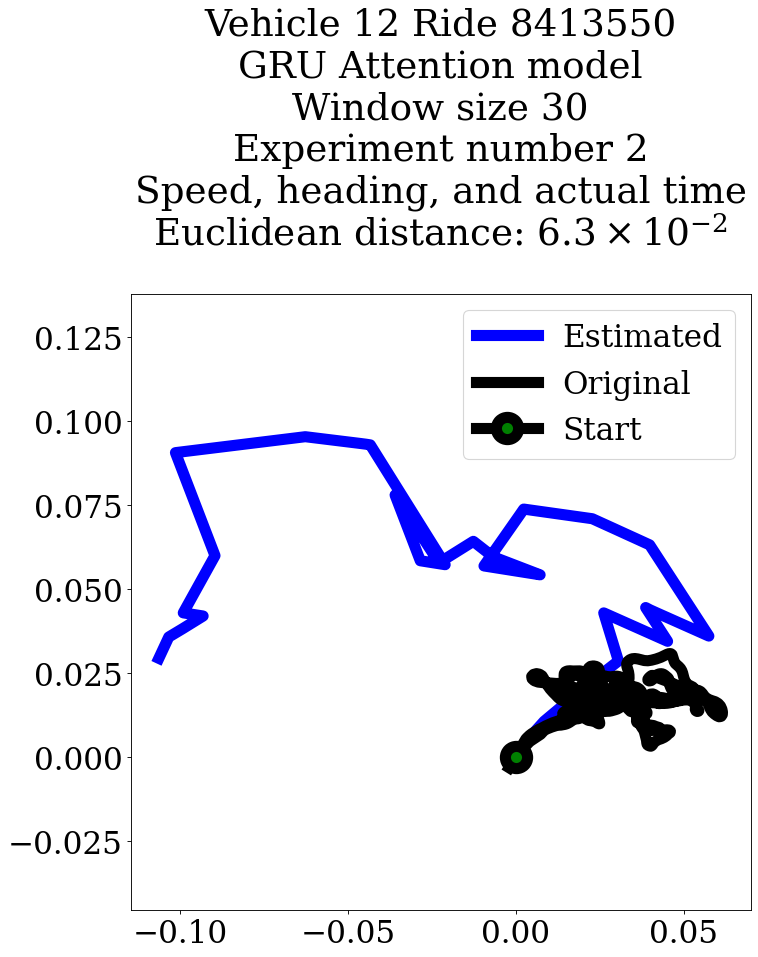 Vehicle 12 Ride 8413550
GRU Attention model
Window size 30
Experiment number 2
Speed, heading, and actual time
Euclidean distance: 6.3 × 10⁻²
Estimated
Original
Start
0.125
0.100
0.075
0.050
0.025
0.000
−0.025
−0.10
−0.05
0.00
0.05